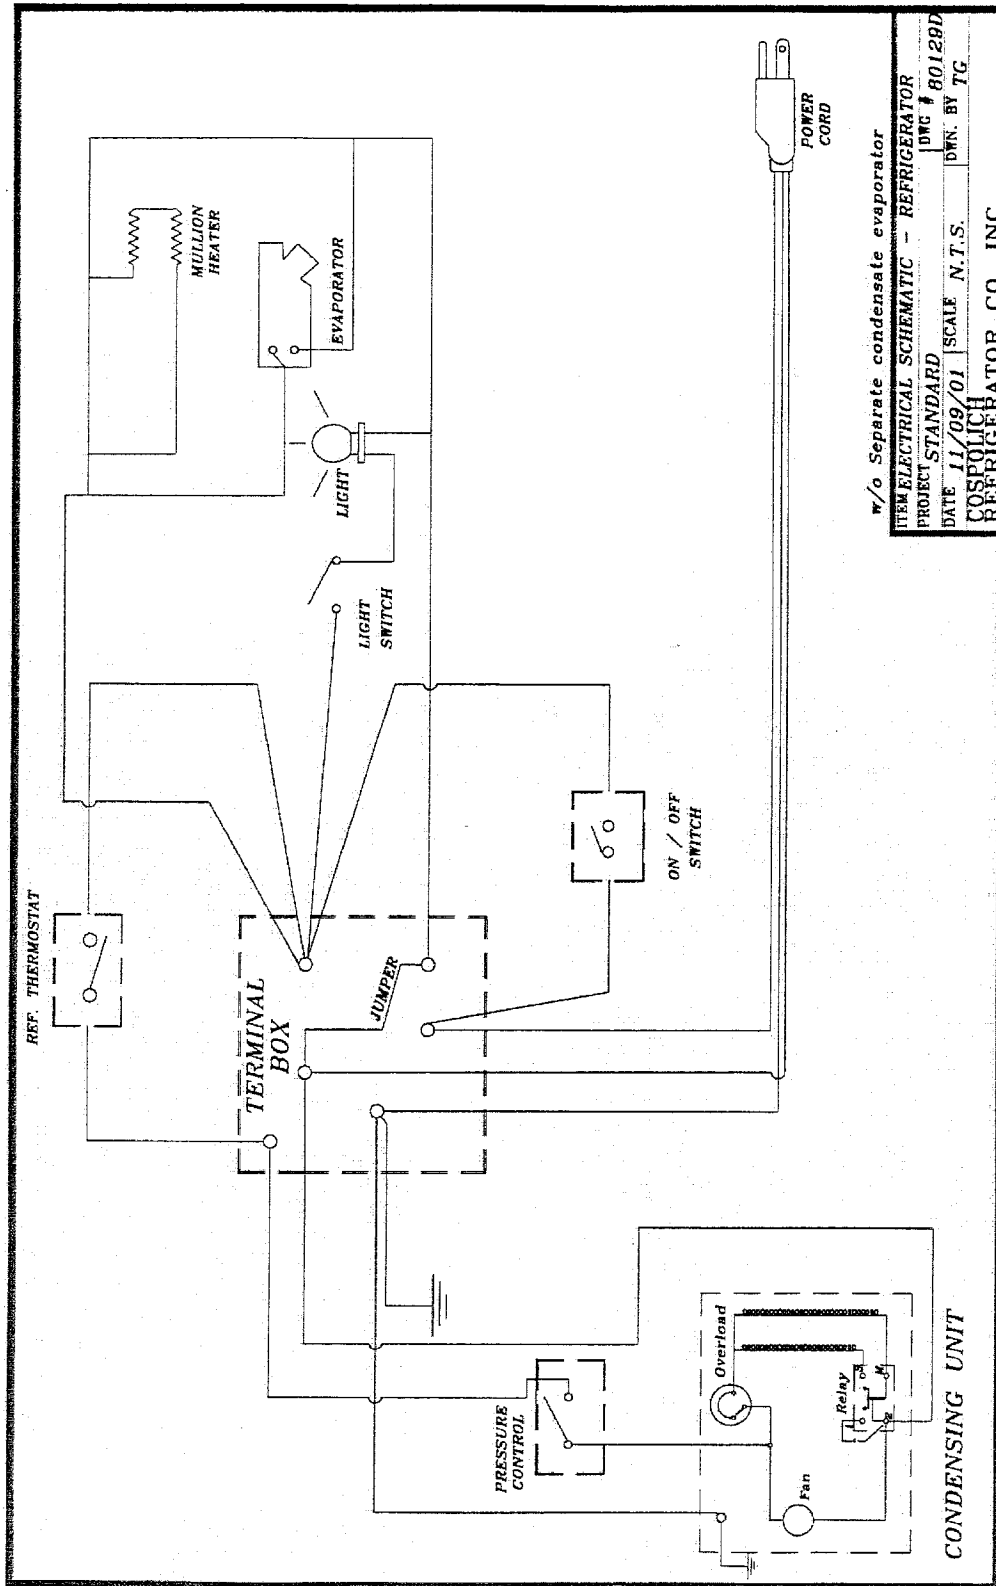 REF. THERMOSTAT
MULLION
HEATER
EVAPORATOR
LIGHT
LIGHT
SWITCH
POWER
CORD
TERMINAL
BOX
JUMPER
ON / OFF
SWITCH
PRESSURE
CONTROL
Overload
Relay
S
M
Fan
CONDENSING UNIT
w/o Separate condensate evaporator
ITEM ELECTRICAL SCHEMATIC - REFRIGERATOR
PROJECT STANDARD DWG # 80129D
DATE 11/09/01 SCALE N.T.S. DWN. BY TG
COSPOLICH
REFRIGERATOR CO. INC.